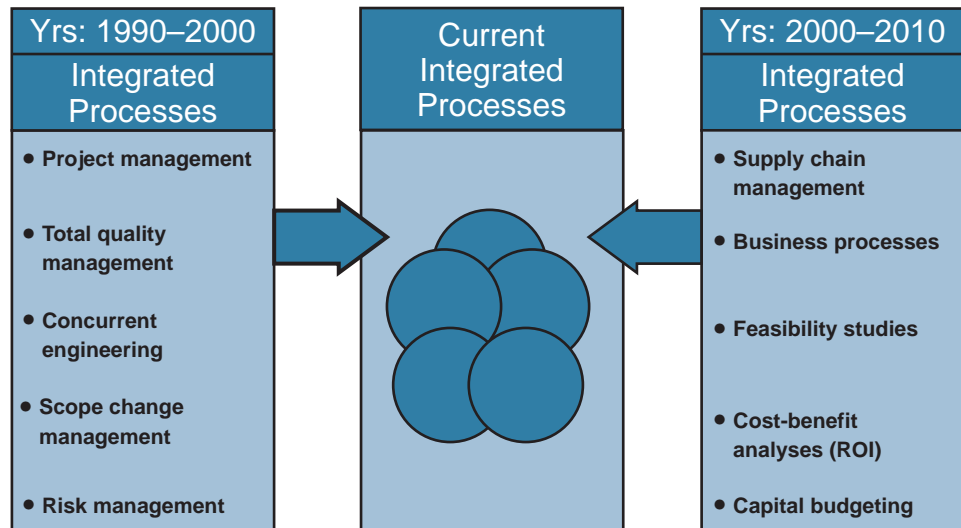 Yrs: 1990–2000
Integrated
Processes
• Project management
• Total quality
management
• Concurrent
engineering
• Scope change
management
• Risk management
Current
Integrated
Processes
Yrs: 2000–2010
Integrated
Processes
• Supply chain
management
• Business processes
• Feasibility studies
• Cost-benefit
analyses (ROI)
• Capital budgeting